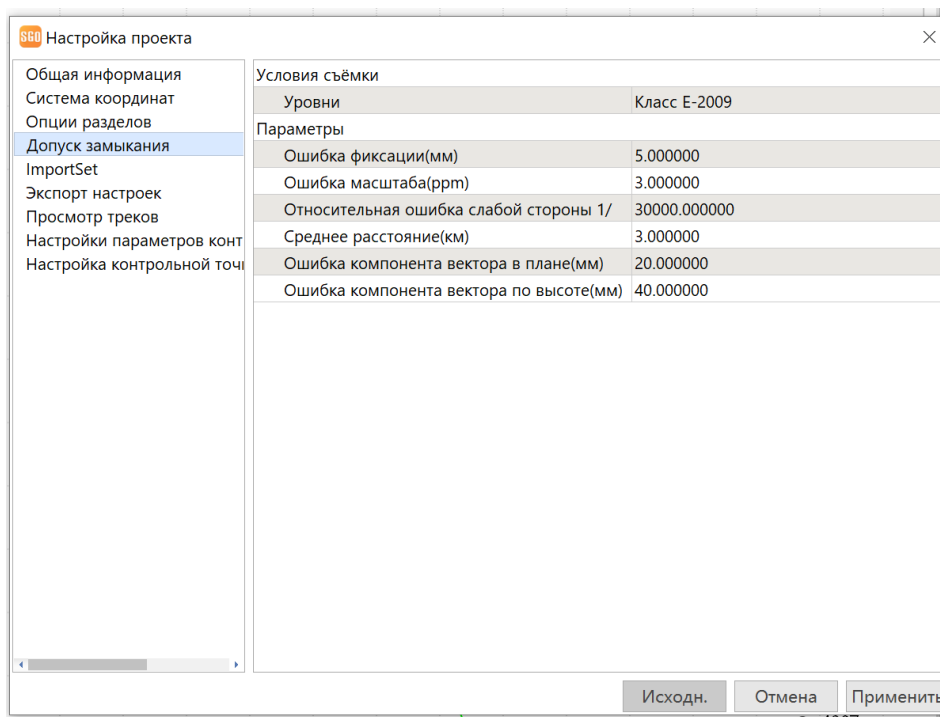 SGO Настройка проекта
Общая информация
Система координат
Опции разделов
Допуск замыкания
ImportSet
Экспорт настроек
Просмотр треков
Настройки параметров конт
Настройка контрольной точ
Условия съёмки
Уровни Класс E-2009
Параметры
Ошибка фиксации(мм) 5.000000
Ошибка масштаба(ppm) 3.000000
Относительная ошибка слабой стороны 1/ 30000.000000
Среднее расстояние(км) 3.000000
Ошибка компонента вектора в плане(мм) 20.000000
Ошибка компонента вектора по высоте(мм) 40.000000
Исходн. Отмена Применить